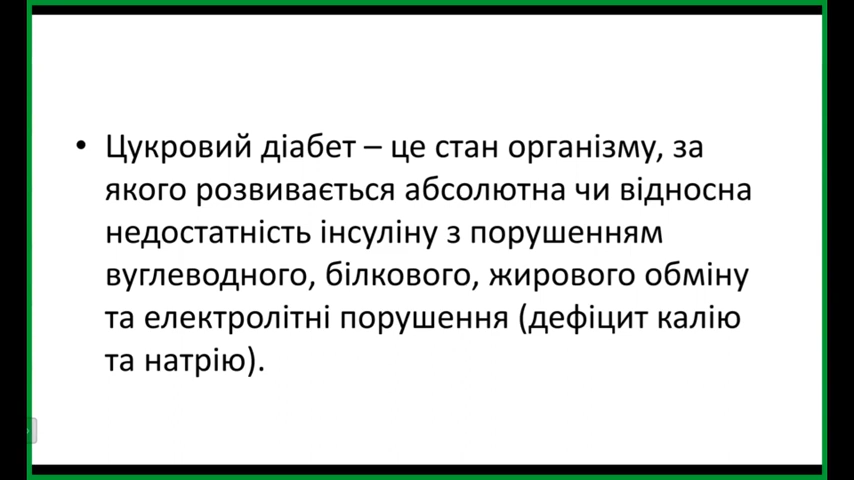 • Цукровий діабет – це стан організму, за
якого розвивається абсолютна чи відносна
недостатність інсуліну з порушенням
вуглеводного, білкового, жирового обміну
та електролітні порушення (дефіцит калію
та натрію).